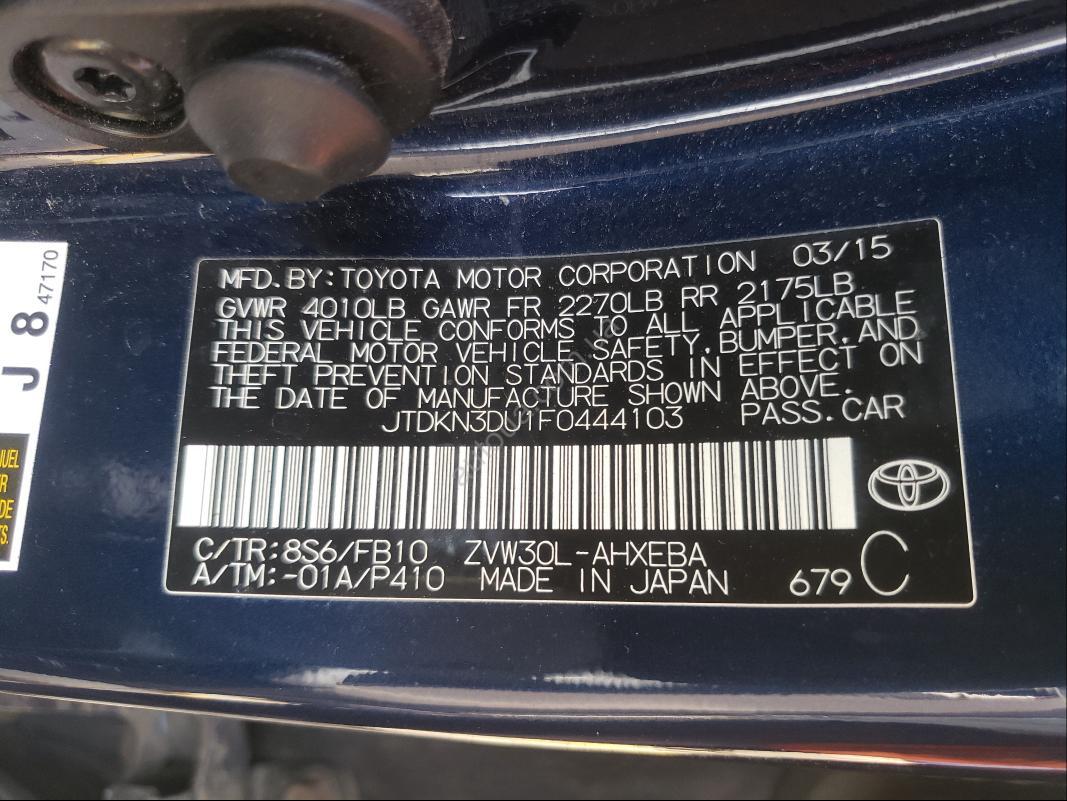 MFD.BY:TOYOTA MOTOR CORPORATION 03/15
GVWR 4010LB GAWR FR 2270LB RR 2175LB
THIS VEHICLE CONFORMS TO ALL APPLICABLE
FEDERAL MOTOR VEHICLE SAFETY,BUMPER,AND
THEFT PREVENTION STANDARDS IN EFFECT ON
THE DATE OF MANUFACTURE SHOWN ABOVE.
JTDKN3DU1F0444103 PASS.CAR
C/TR:8S6/FB10 ZVW30L-AHXEBA
A/TM:-01A/P410 MADE IN JAPAN 679 C
J 8 47170